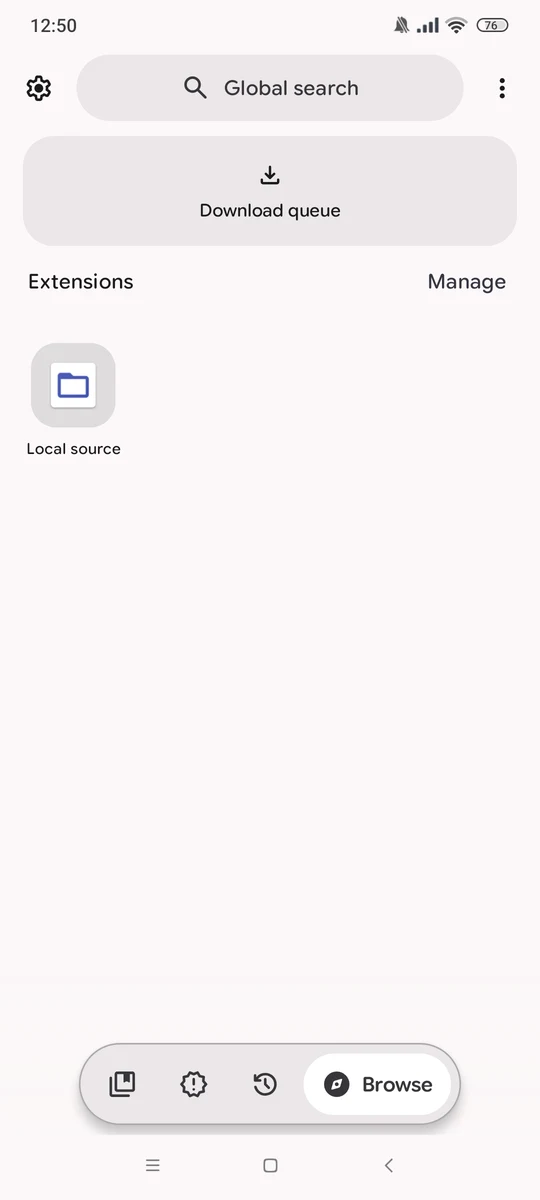 12:50
76
Global search
Download queue
Extensions
Manage
Local source
Browse